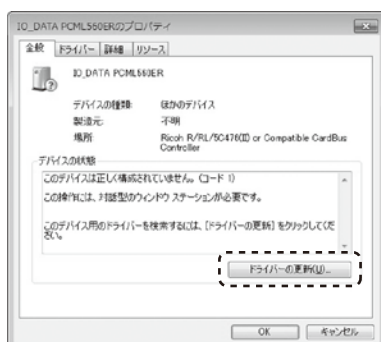 IO_DATA PCML560ERのプロパティ
全般 ドライバー 詳細 リソース
IO_DATA PCML560ER
デバイスの種類: ほかのデバイス
製造元: 不明
場所: Ricoh R/RL/5C476(II) or Compatible CardBus
Controller
デバイスの状態
このデバイスは正しく構成されていません。 (コード 1)
この操作には、対話型のウィンドウ ステーションが必要です。
このデバイス用のドライバーを検索するには、[ドライバーの更新] をクリックしてくだ
さい。
ドライバーの更新(U)...
OK キャンセル